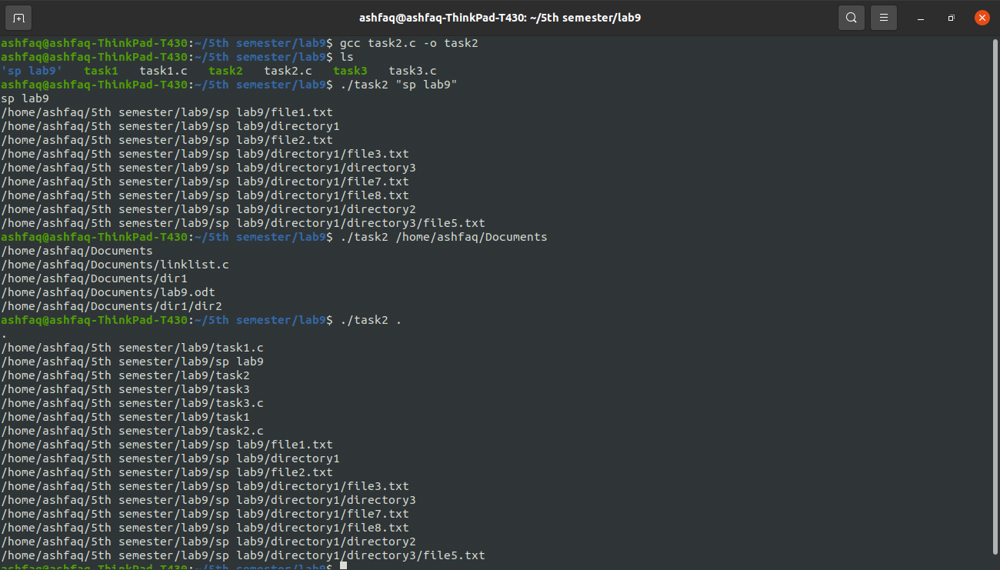 ashfaq@ashfaq-ThinkPad-T430: ~/5th semester/lab9
ashfaq@ashfaq-ThinkPad-T430:~/5th semester/lab9$ gcc task2.c -o task2
ashfaq@ashfaq-ThinkPad-T430:~/5th semester/lab9$ ls
'sp lab9'   task1   task1.c   task2   task2.c   task3   task3.c
ashfaq@ashfaq-ThinkPad-T430:~/5th semester/lab9$ ./task2 "sp lab9"
sp lab9
/home/ashfaq/5th semester/lab9/sp lab9/file1.txt
/home/ashfaq/5th semester/lab9/sp lab9/directory1
/home/ashfaq/5th semester/lab9/sp lab9/file2.txt
/home/ashfaq/5th semester/lab9/sp lab9/directory1/file3.txt
/home/ashfaq/5th semester/lab9/sp lab9/directory1/directory3
/home/ashfaq/5th semester/lab9/sp lab9/directory1/file7.txt
/home/ashfaq/5th semester/lab9/sp lab9/directory1/file8.txt
/home/ashfaq/5th semester/lab9/sp lab9/directory1/directory2
/home/ashfaq/5th semester/lab9/sp lab9/directory1/directory3/file5.txt
ashfaq@ashfaq-ThinkPad-T430:~/5th semester/lab9$ ./task2 /home/ashfaq/Documents
/home/ashfaq/Documents
/home/ashfaq/Documents/linklist.c
/home/ashfaq/Documents/dir1
/home/ashfaq/Documents/lab9.odt
/home/ashfaq/Documents/dir1/dir2
ashfaq@ashfaq-ThinkPad-T430:~/5th semester/lab9$ ./task2 .
.
/home/ashfaq/5th semester/lab9/task1.c
/home/ashfaq/5th semester/lab9/sp lab9
/home/ashfaq/5th semester/lab9/task2
/home/ashfaq/5th semester/lab9/task3
/home/ashfaq/5th semester/lab9/task3.c
/home/ashfaq/5th semester/lab9/task1
/home/ashfaq/5th semester/lab9/task2.c
/home/ashfaq/5th semester/lab9/sp lab9/file1.txt
/home/ashfaq/5th semester/lab9/sp lab9/directory1
/home/ashfaq/5th semester/lab9/sp lab9/file2.txt
/home/ashfaq/5th semester/lab9/sp lab9/directory1/file3.txt
/home/ashfaq/5th semester/lab9/sp lab9/directory1/directory3
/home/ashfaq/5th semester/lab9/sp lab9/directory1/file7.txt
/home/ashfaq/5th semester/lab9/sp lab9/directory1/file8.txt
/home/ashfaq/5th semester/lab9/sp lab9/directory1/directory2
/home/ashfaq/5th semester/lab9/sp lab9/directory1/directory3/file5.txt
ashfaq@ashfaq-ThinkPad-T430:~/5th semester/lab9$